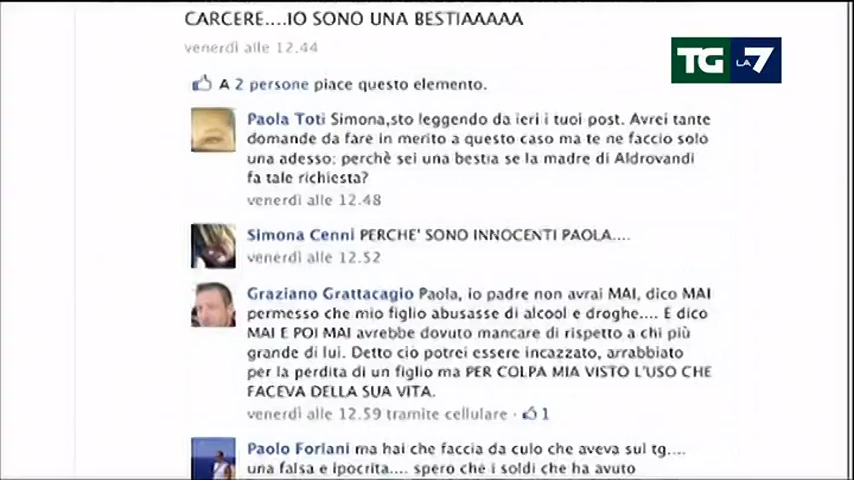 CARCERE....IO SONO UNA BESTIAAAAA
venerdì alle 12.44
TG LA 7
A 2 persone piace questo elemento.
Paola Toti Simona,sto leggendo da ieri i tuoi post. Avrei tante
domande da fare in merito a questo caso ma te ne faccio solo
una adesso: perchè sei una bestia se la madre di Aldrovandi
fa tale richiesta?
venerdì alle 12.48
Simona Cenni PERCHE' SONO INNOCENTI PAOLA....
venerdì alle 12.52
Graziano Grattacagio Paola, io padre non avrai MAI, dico MAI
permesso che mio figlio abusasse di alcool e droghe.... E dico
MAI E POI MAI avrebbe dovuto mancare di rispetto a chi più
grande di lui. Detto ciò potrei essere incazzato, arrabbiato
per la perdita di un figlio ma PER COLPA MIA VISTO L'USO CHE
FACEVA DELLA SUA VITA.
venerdì alle 12.59 tramite cellulare · 1
Paolo Forlani ma hai che faccia da culo che aveva sul tg....
una falsa e ipocrita.... spero che i soldi che ha avuto